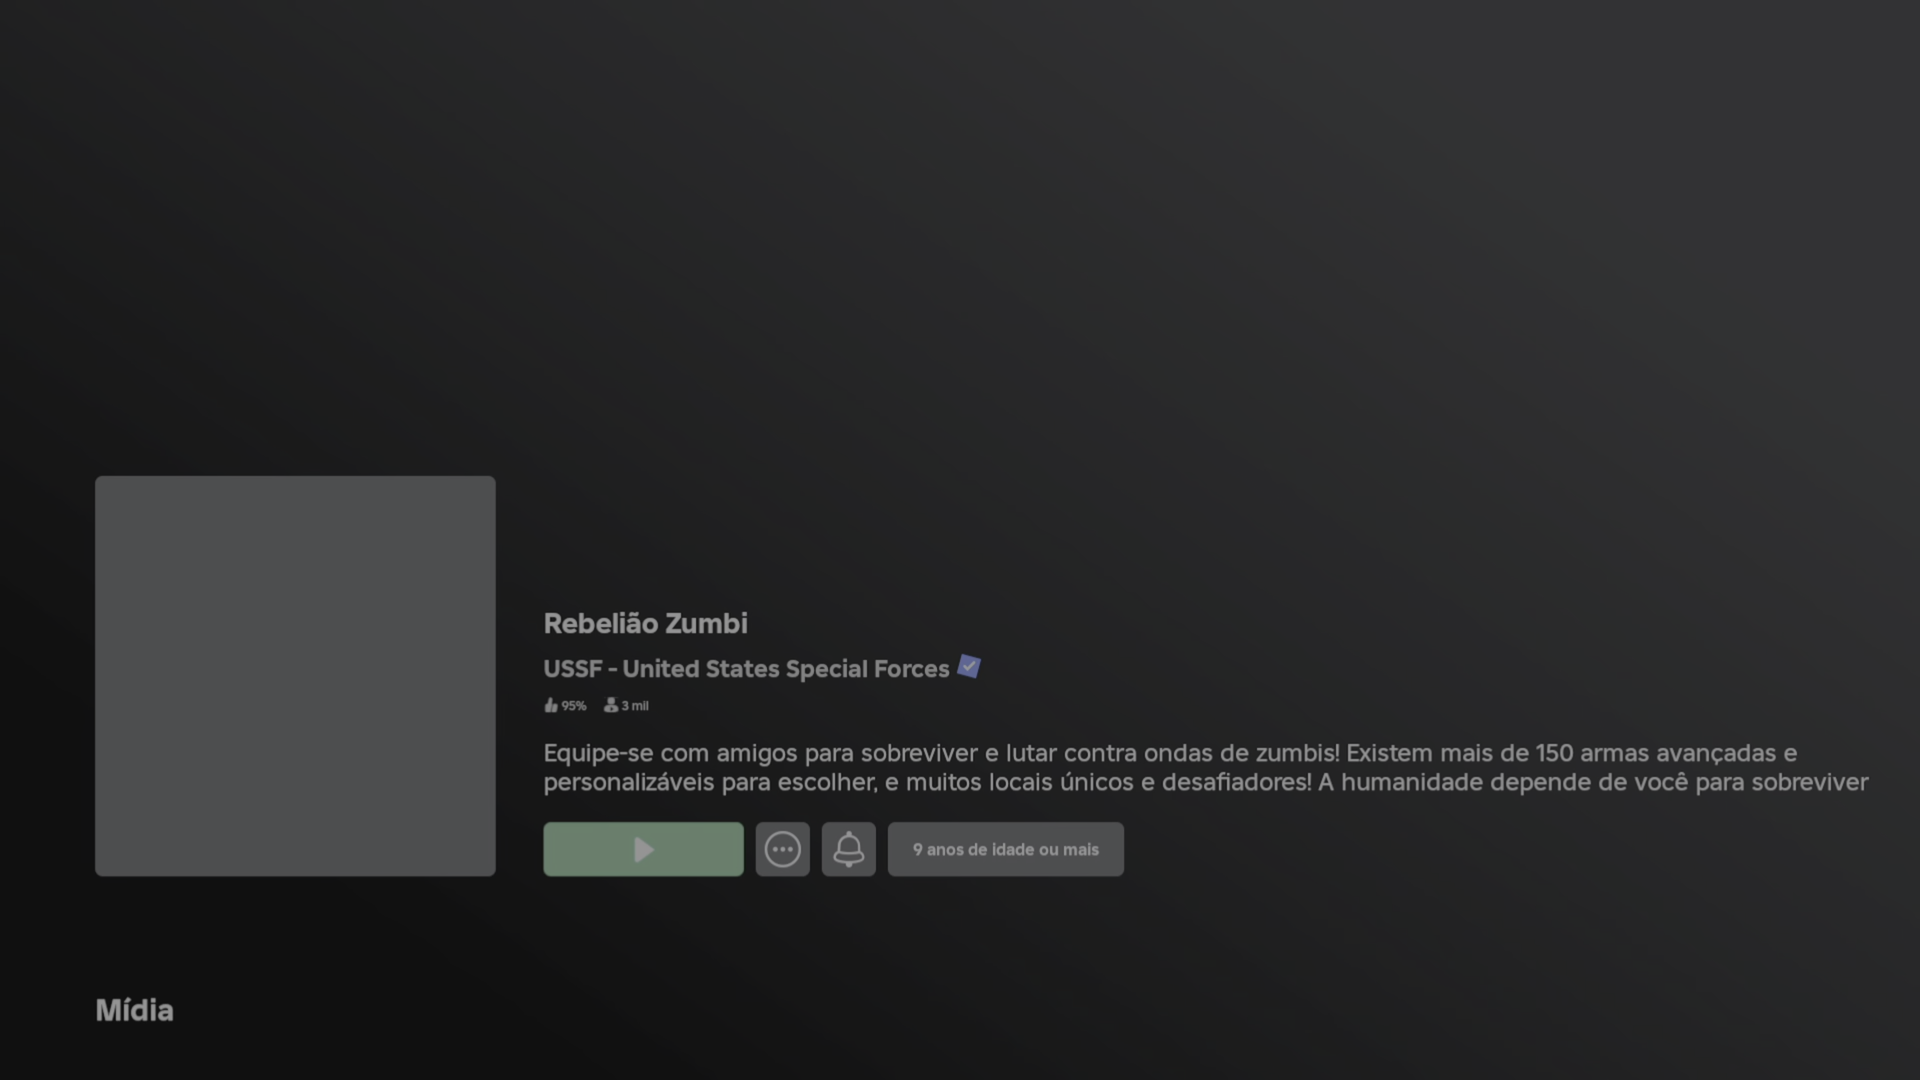 Rebelião Zumbi
USSF - United States Special Forces
95% 3 mil
Equipe-se com amigos para sobreviver e lutar contra ondas de zumbis! Existem mais de 150 armas avançadas e
personalizáveis para escolher, e muitos locais únicos e desafiadores! A humanidade depende de você para sobreviver
9 anos de idade ou mais
Mídia